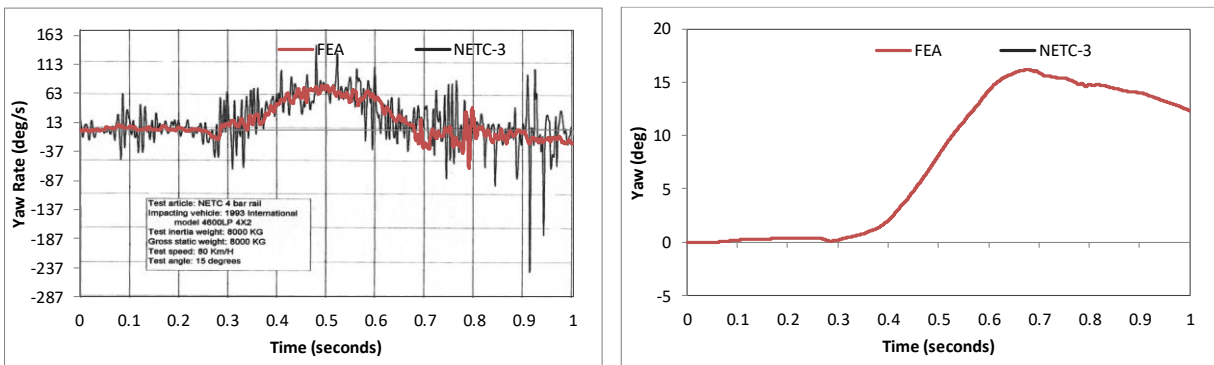 FEA NETC-3
Yaw Rate (deg/s)
163
113
63
13
-37
-87
-137
-187
-237
-287
Test article: NETC 4 bar rail
Impacting vehicle: 1993 International
model 4600LP 4X2
Test inertia weight: 8000 KG
Gross static weight: 8000 KG
Test speed: 80 Km/H
Test angle: 15 degrees
0 0.1 0.2 0.3 0.4 0.5 0.6 0.7 0.8 0.9 1
Time (seconds)
FEA NETC-3
Yaw (deg)
20
15
10
5
0
-5
0 0.1 0.2 0.3 0.4 0.5 0.6 0.7 0.8 0.9 1
Time (seconds)